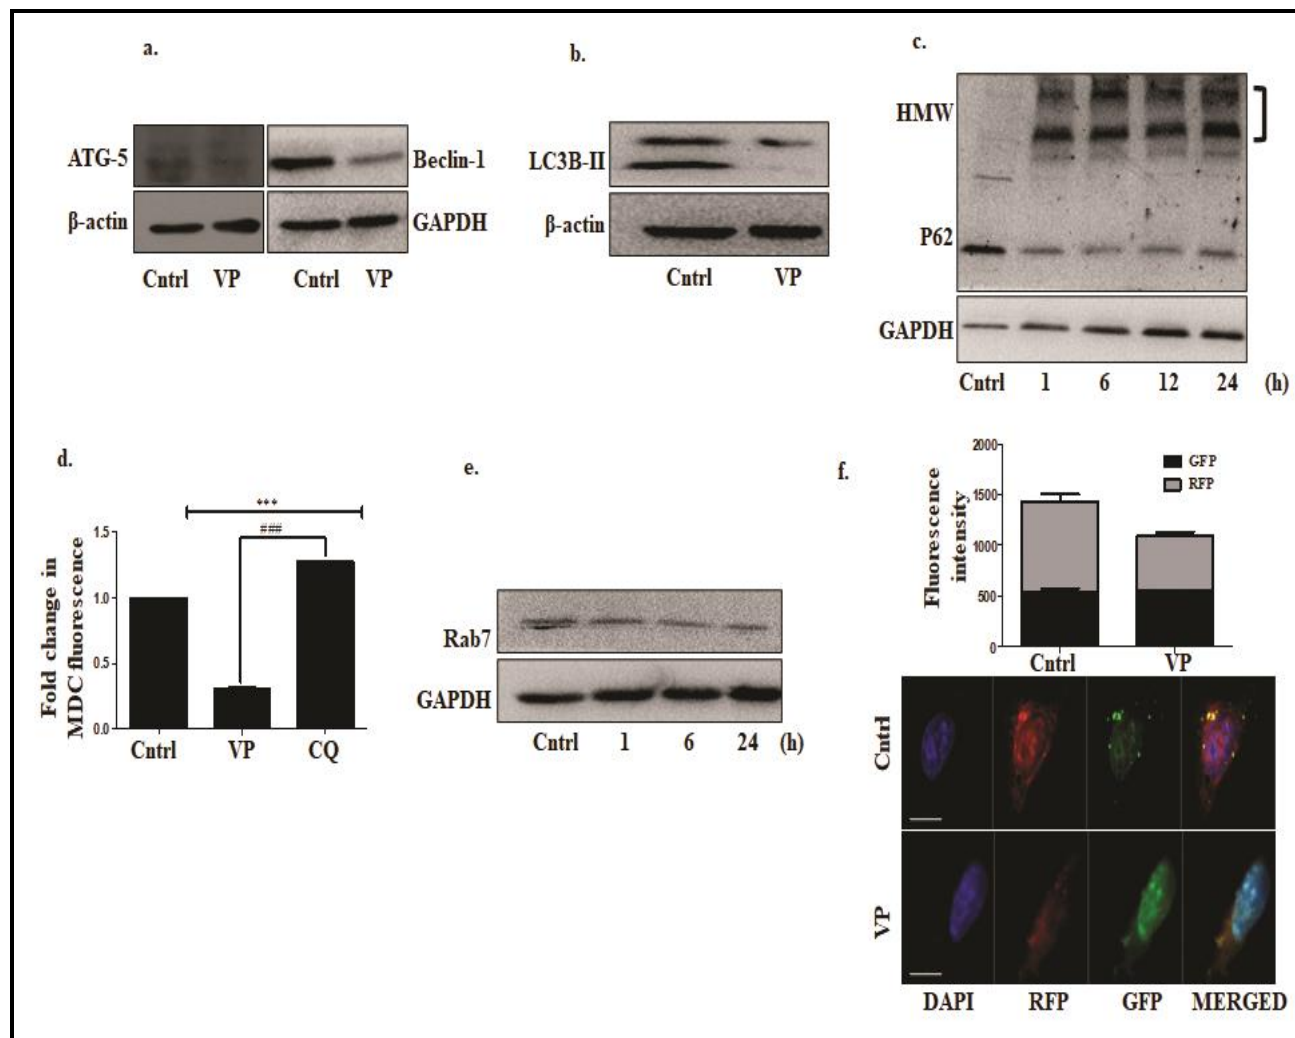 a.
ATG-5
Beclin-1
β-actin
GAPDH
Cntrl VP Cntrl VP
b.
LC3B-II
β-actin
Cntrl VP
c.
HMW
P62
GAPDH
Cntrl 1 6 12 24 (h)
d.
***
###
Fold change in
MDC fluorescence
1.5
1.0
0.5
0.0
Cntrl VP CQ
e.
Rab7
GAPDH
Cntrl 1 6 24 (h)
f.
Fluorescence
intensity
2000
1500
1000
500
0
GFP
RFP
Cntrl VP
Cntrl
VP
DAPI RFP GFP MERGED